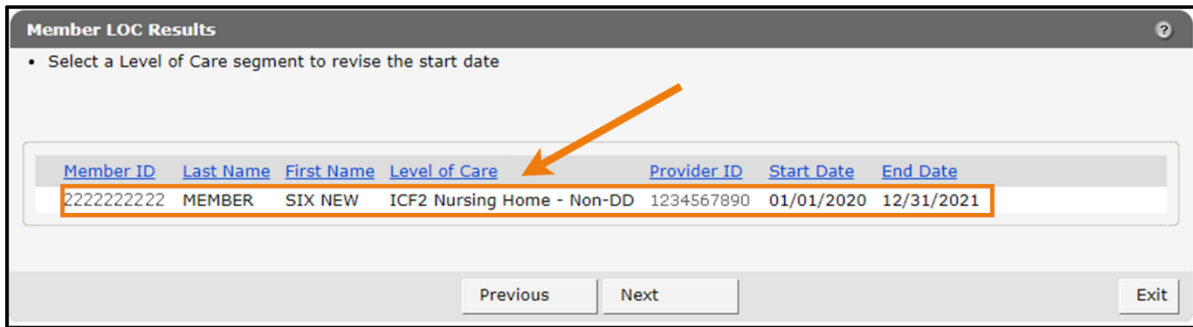 Member LOC Results ?
• Select a Level of Care segment to revise the start date
Member ID Last Name First Name Level of Care Provider ID Start Date End Date
2222222222 MEMBER SIX NEW ICF2 Nursing Home - Non-DD 1234567890 01/01/2020 12/31/2021
Previous Next Exit